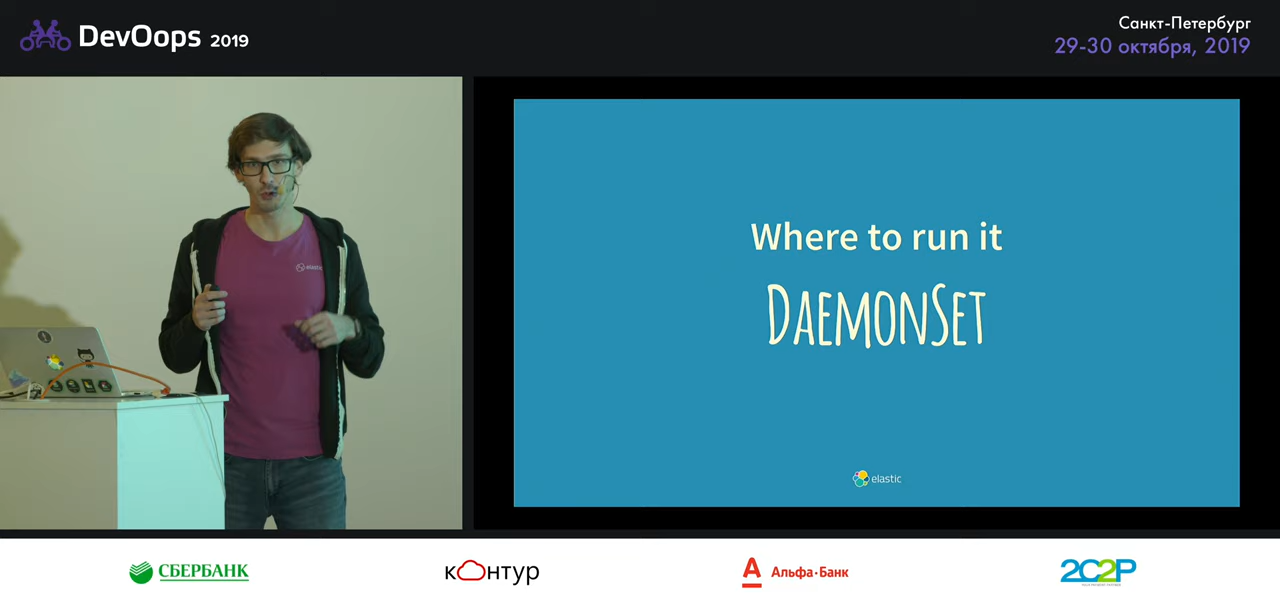 DevOops 2019
Санкт-Петербург
29-30 октября, 2019
elastic
Where to run it
DAEMONSET
elastic
СБЕРБАНК
кОнтур
Альфа·Банк
2C2P